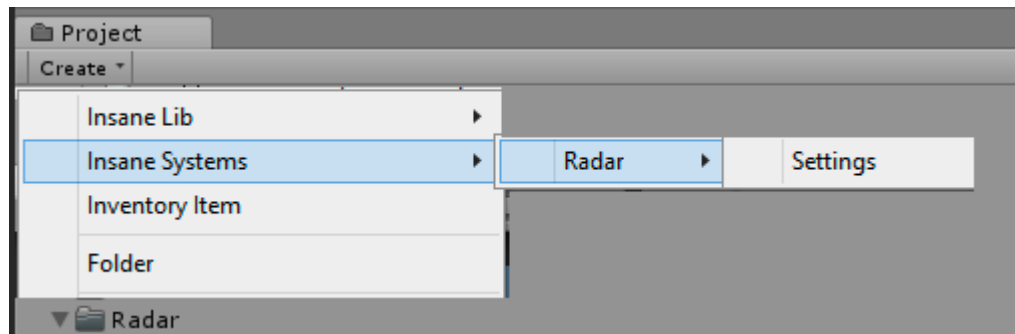 Project
Create
Insane Lib
Insane Systems
Radar
Settings
Inventory Item
Folder
Radar